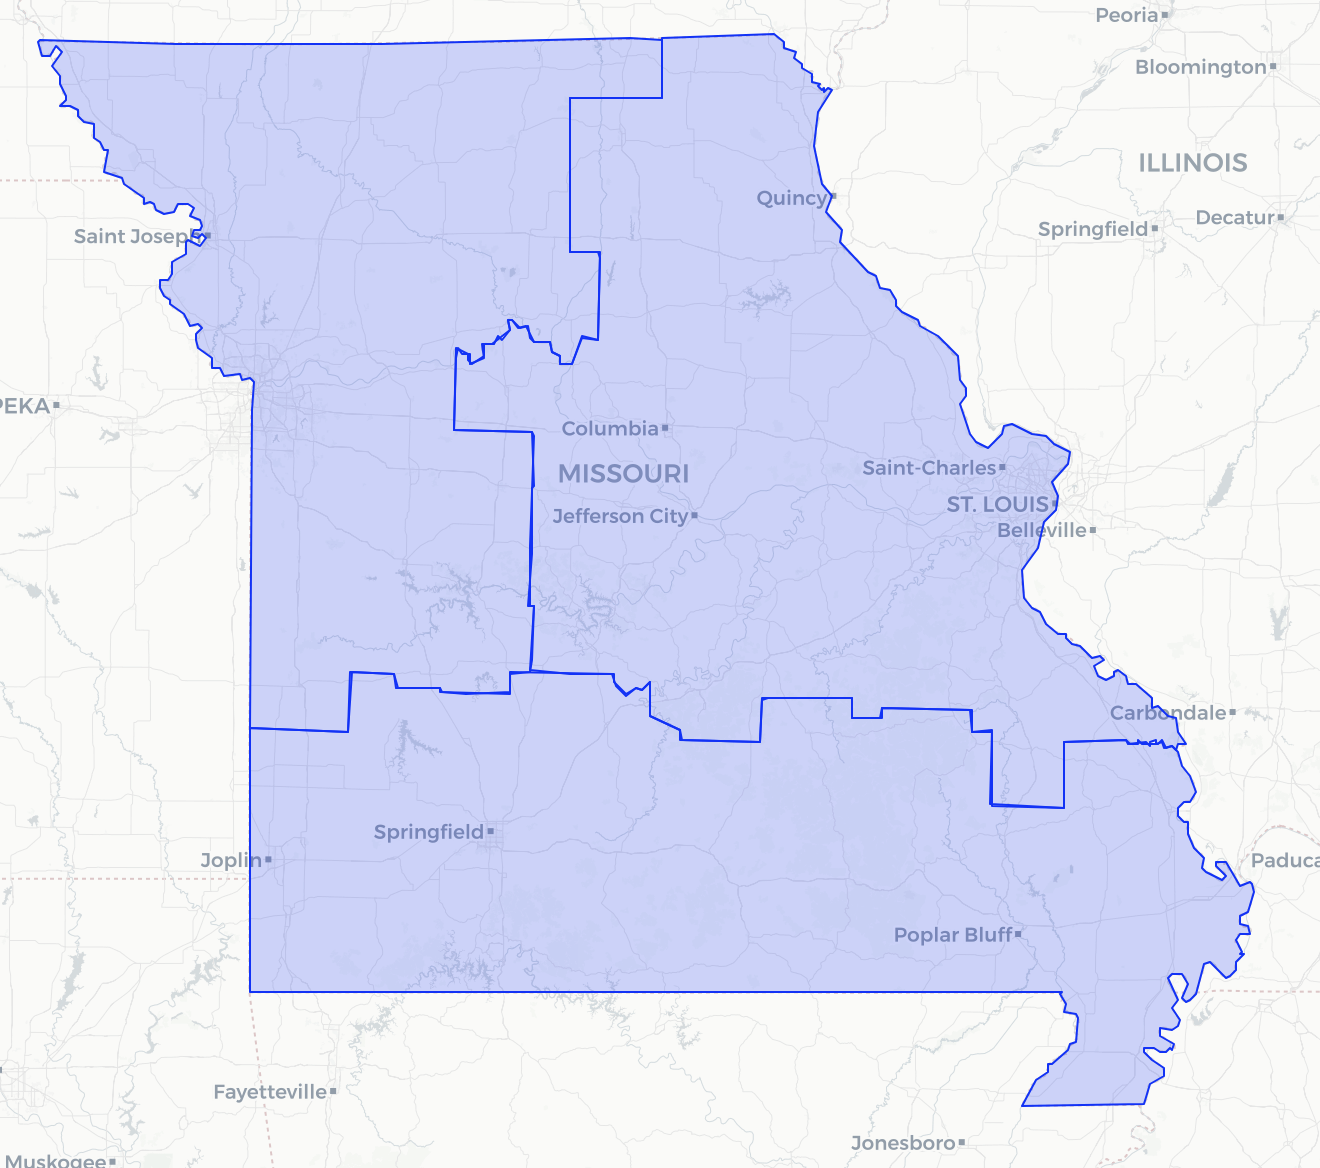 Peoria
Bloomington
ILLINOIS
Quincy
Decatur
Springfield
Saint Joseph
PEKA
Columbia
Saint-Charles
MISSOURI
ST. LOUIS
Jefferson City
Belleville
Carbondale
Springfield
Joplin
Paduca
Poplar Bluff
Fayetteville
Jonesboro
Muskogee